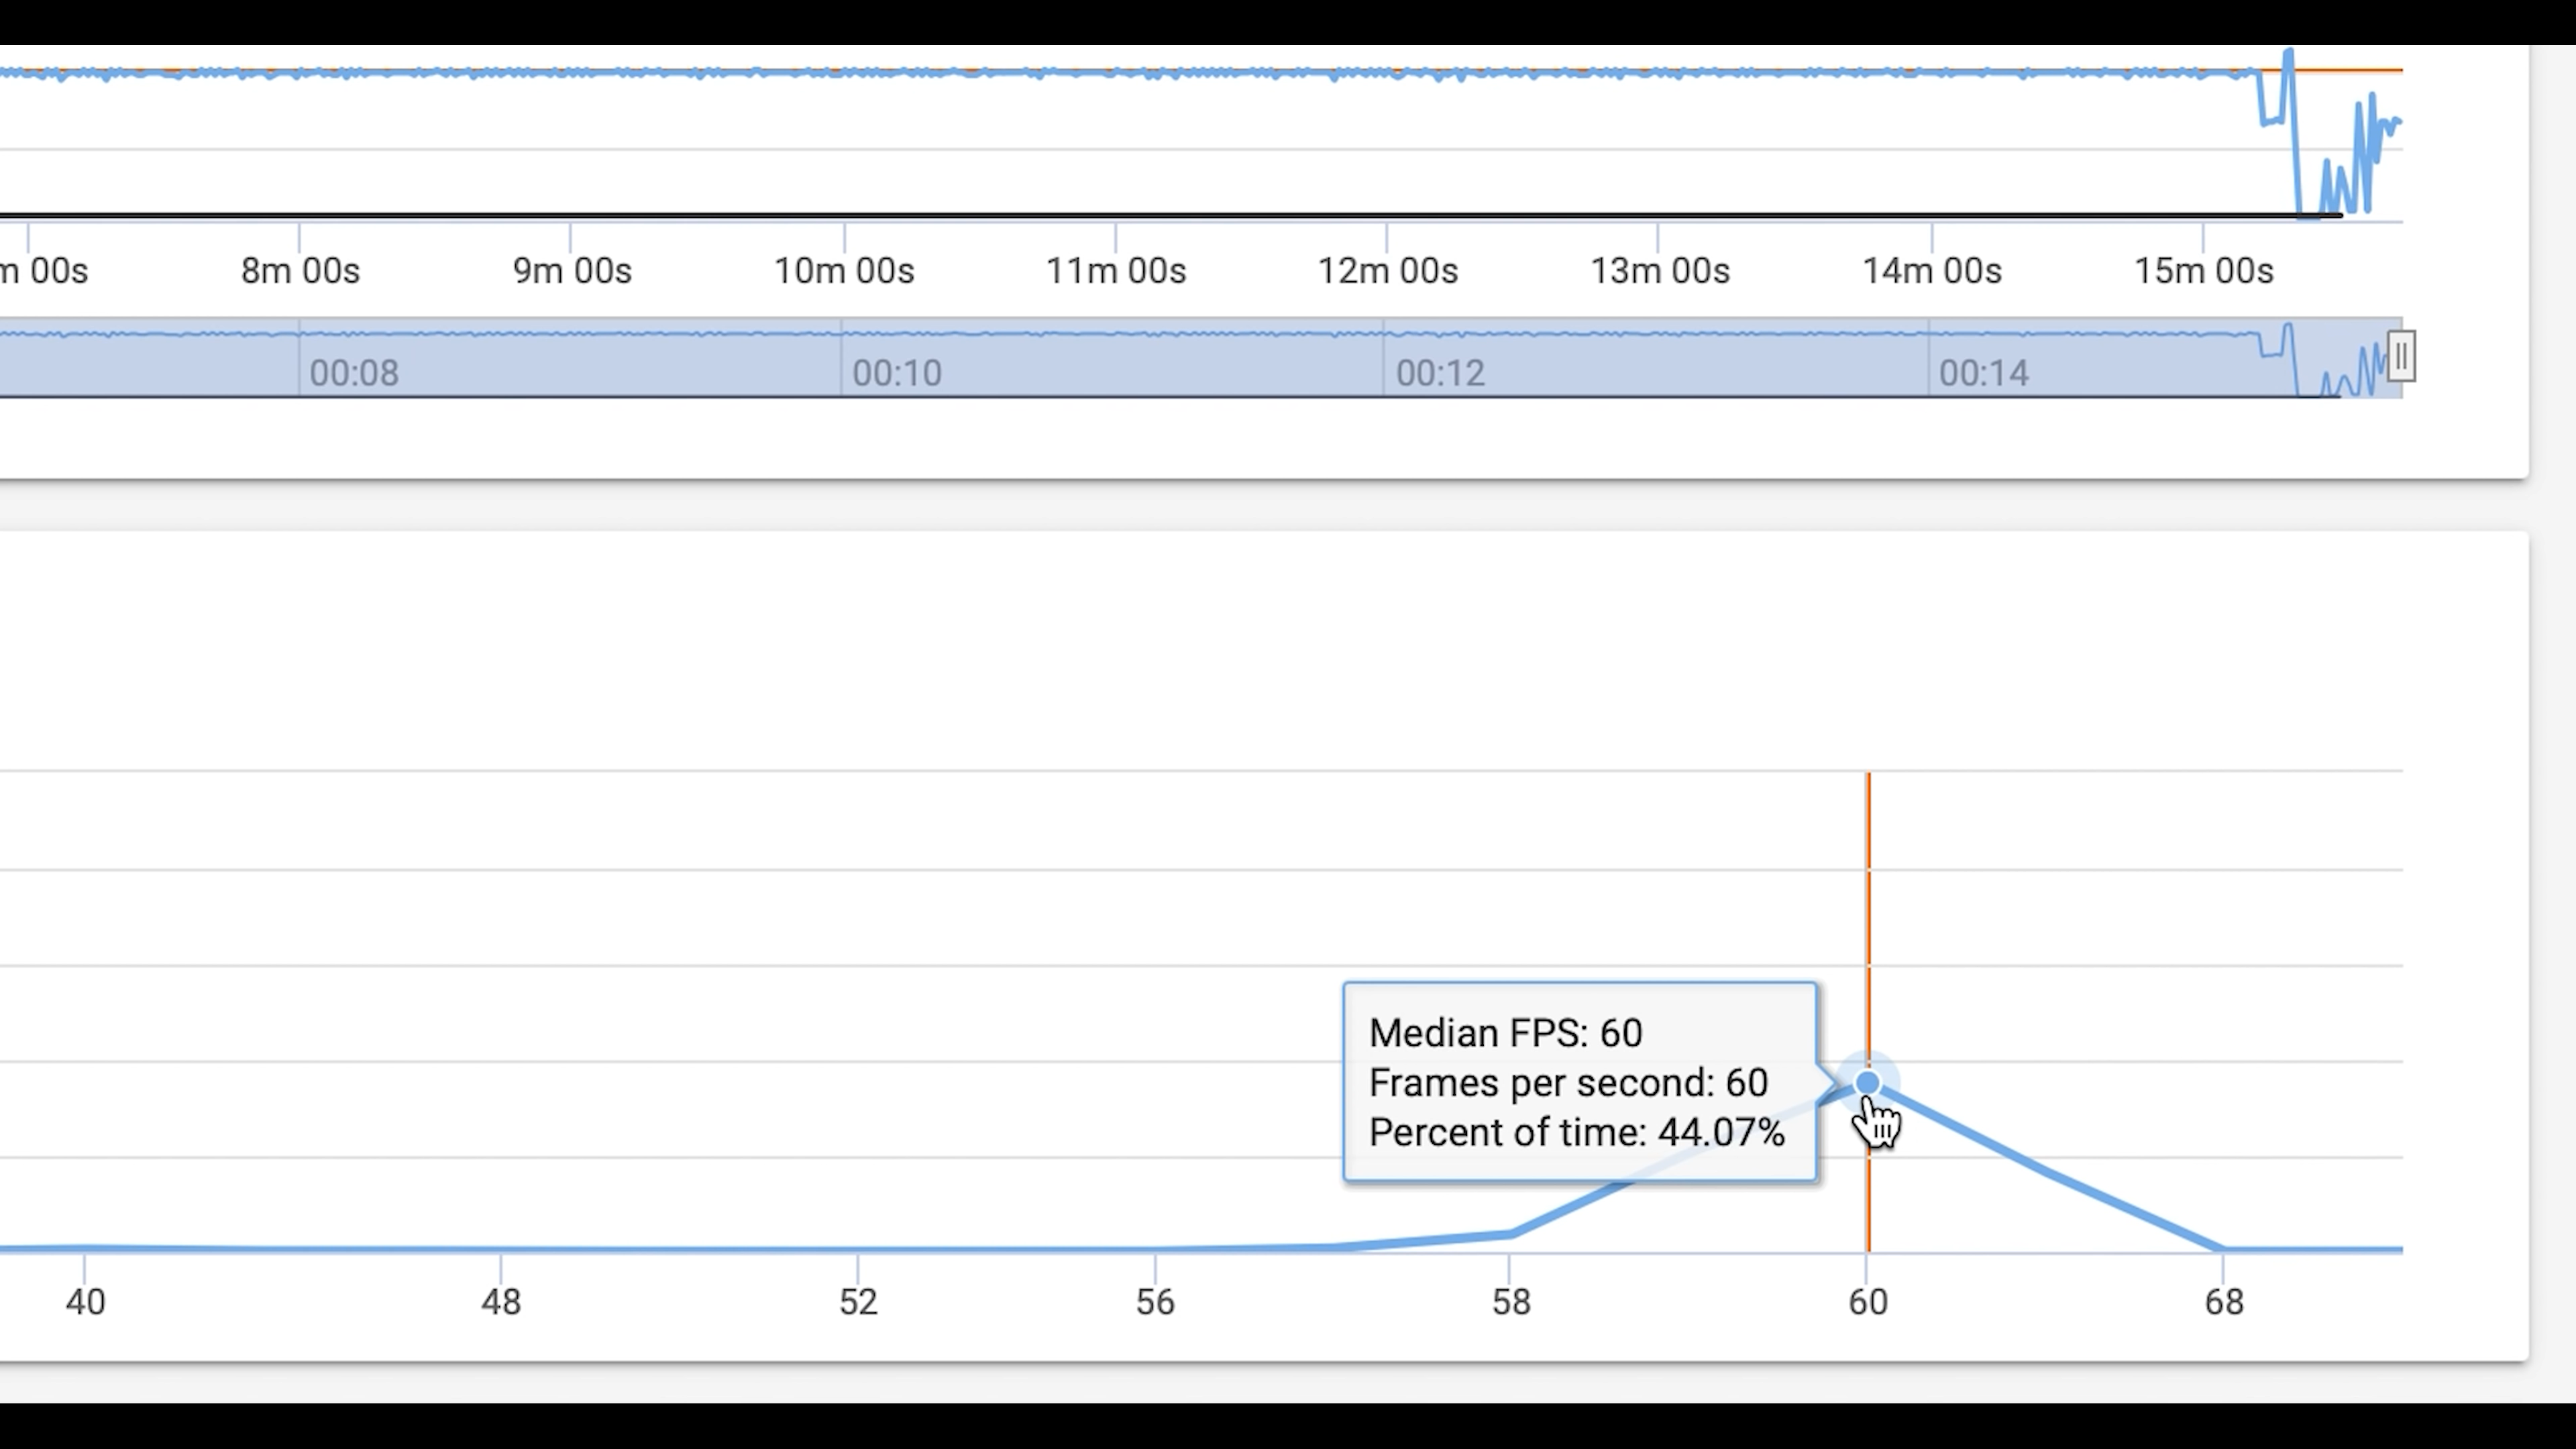 m 00s
8m 00s
9m 00s
10m 00s
11m 00s
12m 00s
13m 00s
14m 00s
15m 00s
00:08
00:10
00:12
00:14
Median FPS: 60
Frames per second: 60
Percent of time: 44.07%
40
48
52
56
58
60
68